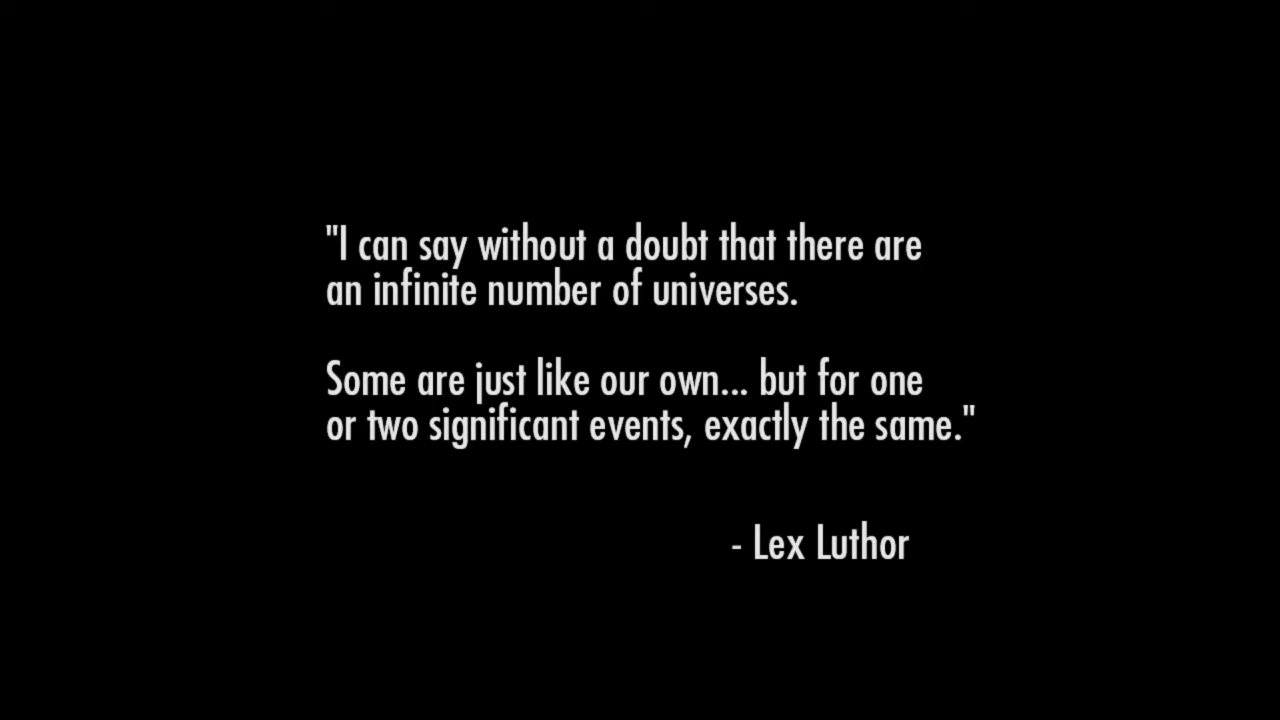 "I can say without a doubt that there are
an infinite number of universes.
Some are just like our own... but for one
or two significant events, exactly the same."
- Lex Luthor